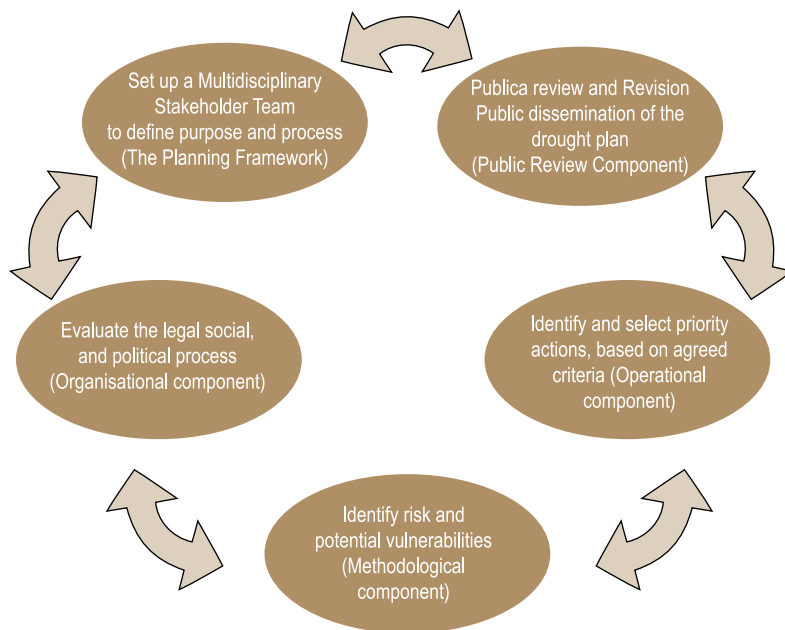 Set up a Multidisciplinary
Stakeholder Team
to define purpose and process
(The Planning Framework)
Publica review and Revision
Public dissemination of the
drought plan
(Public Review Component)
Evaluate the legal social,
and political process
(Organisational component)
Identify and select priority
actions, based on agreed
criteria (Operational
component)
Identify risk and
potential vulnerabilities
(Methodological
component)